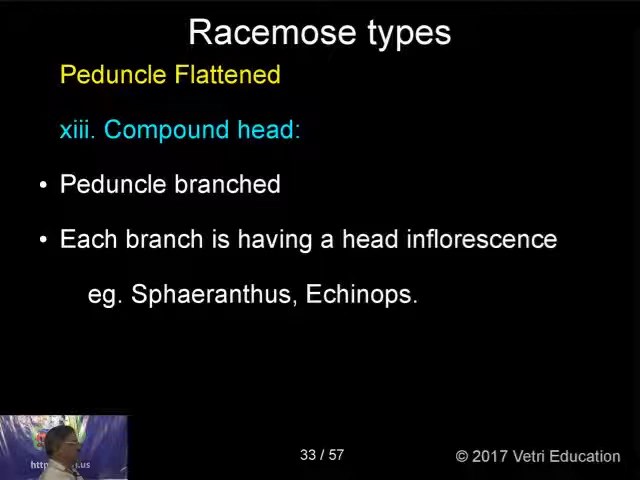 Racemose types
Peduncle Flattened
xiii. Compound head:
• Peduncle branched
• Each branch is having a head inflorescence
eg. Sphaeranthus, Echinops.
33 / 57
© 2017 Vetri Education